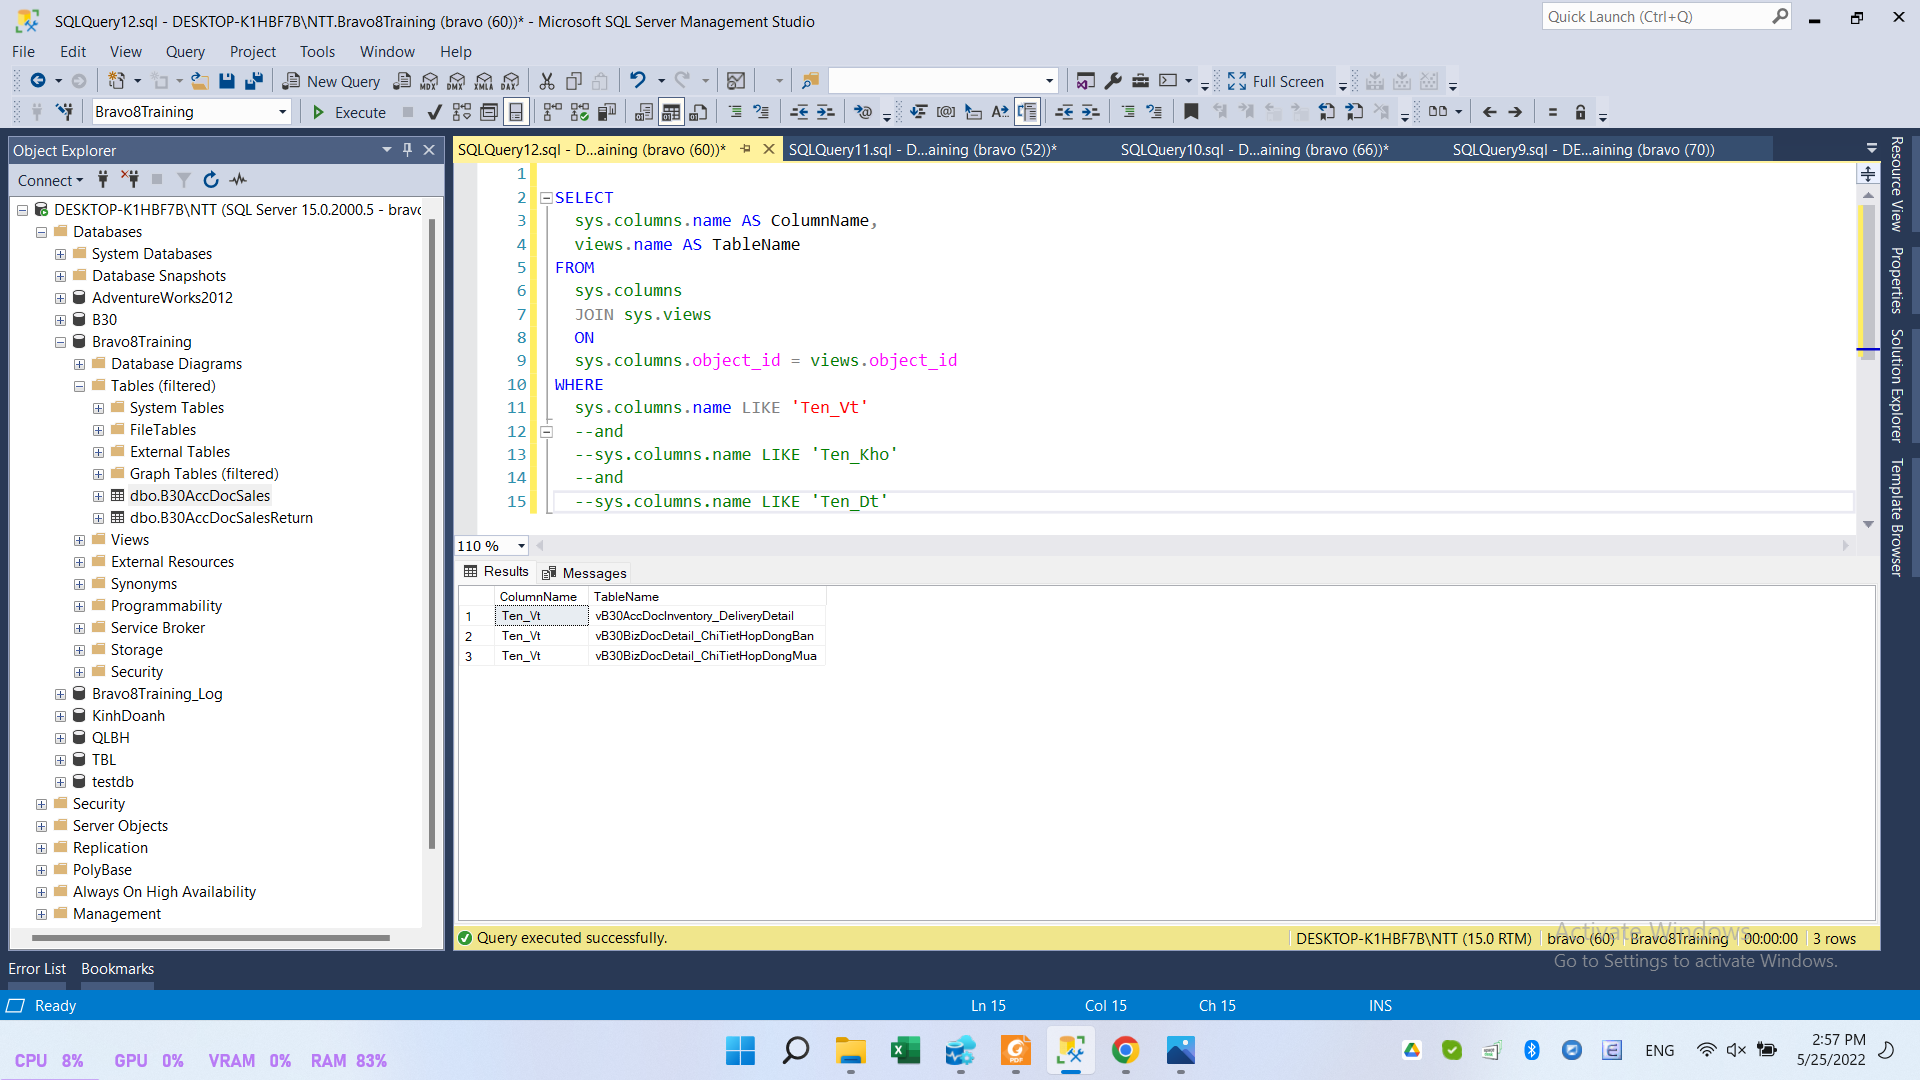 SQLQuery12.sql - DESKTOP-K1HBF7B\NTT.Bravo8Training (bravo (60))* - Microsoft SQL Server Management Studio
Quick Launch (Ctrl+Q)
File Edit View Query Project Tools Window Help
New Query MDX DMX XMLA DAX Full Screen
Bravo8Training Execute
Object Explorer
Connect
DESKTOP-K1HBF7B\NTT (SQL Server 15.0.2000.5 - bravo
Databases
System Databases
Database Snapshots
AdventureWorks2012
B30
Bravo8Training
Database Diagrams
Tables (filtered)
System Tables
FileTables
External Tables
Graph Tables (filtered)
dbo.B30AccDocSales
dbo.B30AccDocSalesReturn
Views
External Resources
Synonyms
Programmability
Service Broker
Storage
Security
Bravo8Training_Log
KinhDoanh
QLBH
TBL
testdb
Security
Server Objects
Replication
PolyBase
Always On High Availability
Management
SQLQuery12.sql - D...aining (bravo (60))* SQLQuery11.sql - D...aining (bravo (52))* SQLQuery10.sql - D...aining (bravo (66))* SQLQuery9.sql - DE...aining (bravo (70))
1
2 SELECT
3 sys.columns.name AS ColumnName,
4 views.name AS TableName
5 FROM
6 sys.columns
7 JOIN sys.views
8 ON
9 sys.columns.object_id = views.object_id
10 WHERE
11 sys.columns.name LIKE 'Ten_Vt'
12 --and
13 --sys.columns.name LIKE 'Ten_Kho'
14 --and
15 --sys.columns.name LIKE 'Ten_Dt'
110 %
Results Messages
ColumnName TableName
1 Ten_Vt vB30AccDocInventory_DeliveryDetail
2 Ten_Vt vB30BizDocDetail_ChiTietHopDongBan
3 Ten_Vt vB30BizDocDetail_ChiTietHopDongMua
Query executed successfully. DESKTOP-K1HBF7B\NTT (15.0 RTM) bravo (60) Bravo8Training 00:00:00 3 rows
Resource View
Properties
Solution Explorer
Template Browser
Activate Windows
Go to Settings to activate Windows.
Error List Bookmarks
Ready Ln 15 Col 15 Ch 15 INS
CPU 8% GPU 0% VRAM 0% RAM 83%
PDF
ENG
2:57 PM
5/25/2022